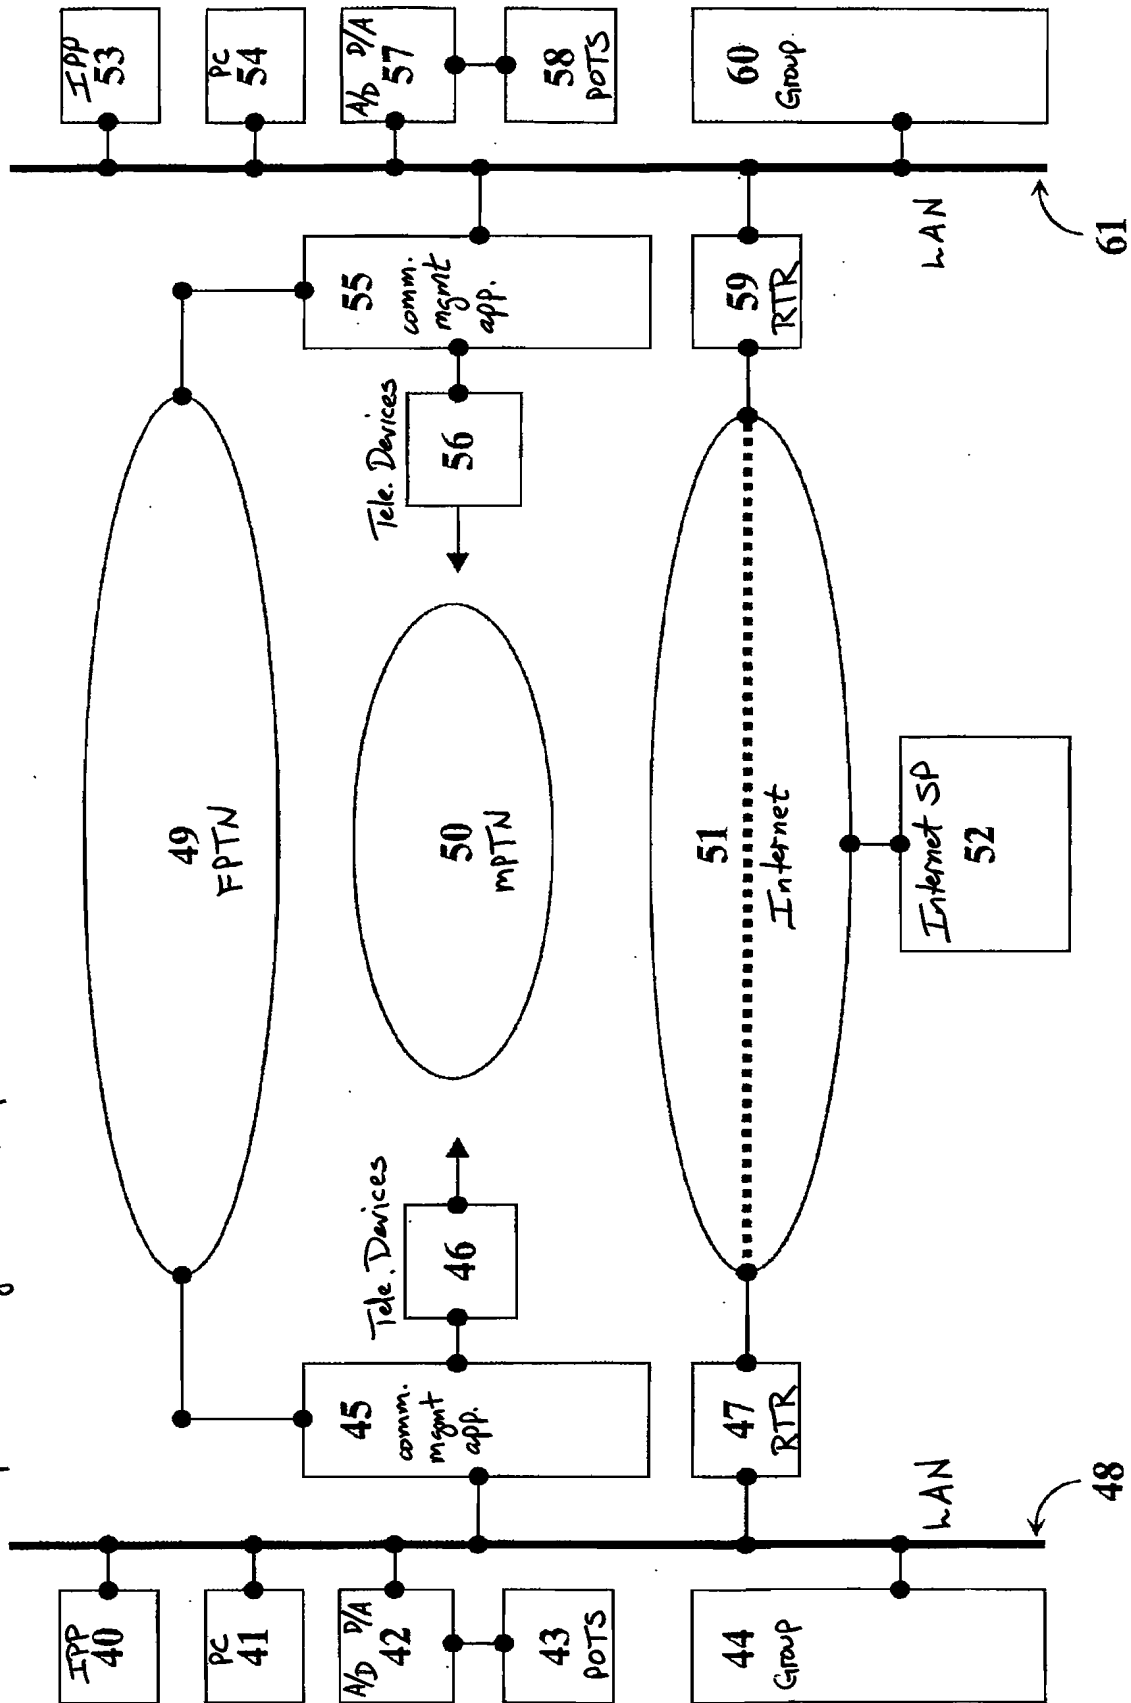 IPP
40
PC
41
A/D D/A
42
43
POTS
44
Group
LAN
48
45
comm.
mgmt
app.
47
RTR
Tele. Devices
46
49
FPTN
50
MPTN
51
Internet
Internet SP
52
Tele. Devices
56
55
comm.
mgmt
app.
59
RTR
LAN
61
IPP
53
PC
54
A/D D/A
57
58
POTS
60
Group